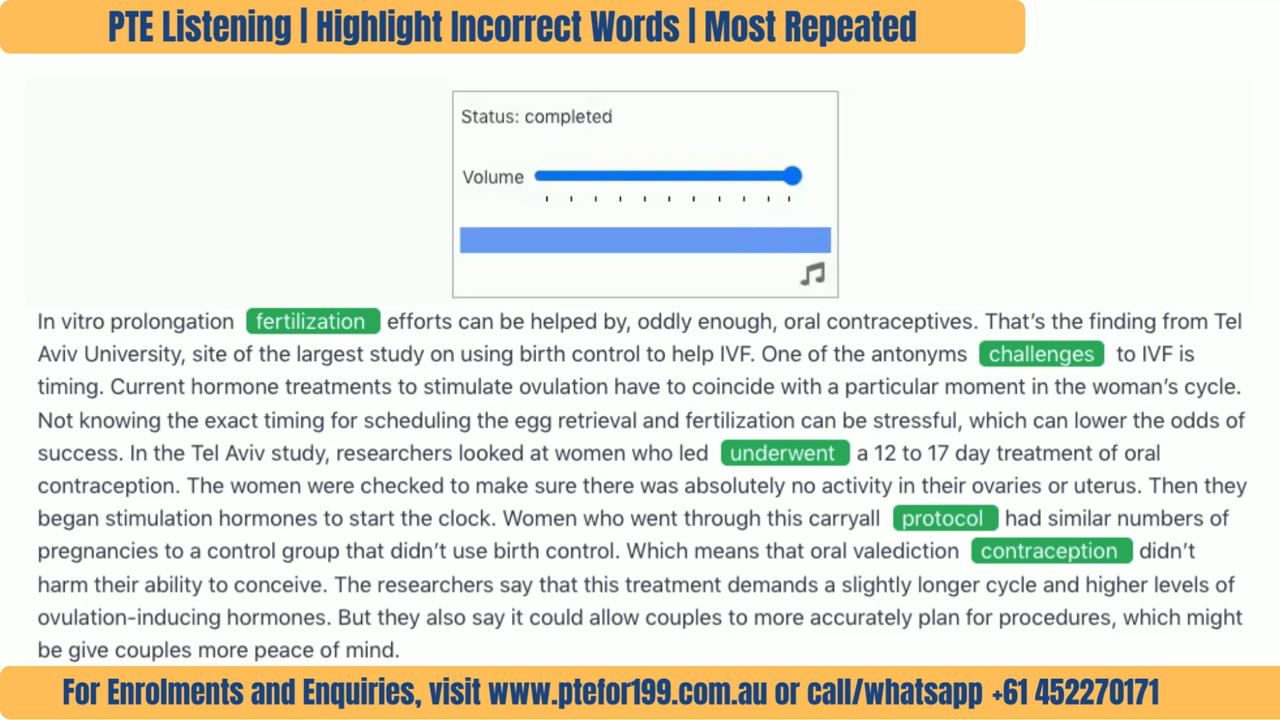 PTE Listening | Highlight Incorrect Words | Most Repeated
Status: completed
Volume
In vitro prolongation fertilization efforts can be helped by, oddly enough, oral contraceptives. That's the finding from Tel
Aviv University, site of the largest study on using birth control to help IVF. One of the antonyms challenges to IVF is
timing. Current hormone treatments to stimulate ovulation have to coincide with a particular moment in the woman's cycle.
Not knowing the exact timing for scheduling the egg retrieval and fertilization can be stressful, which can lower the odds of
success. In the Tel Aviv study, researchers looked at women who led underwent a 12 to 17 day treatment of oral
contraception. The women were checked to make sure there was absolutely no activity in their ovaries or uterus. Then they
began stimulation hormones to start the clock. Women who went through this carryall protocol had similar numbers of
pregnancies to a control group that didn't use birth control. Which means that oral valediction contraception didn't
harm their ability to conceive. The researchers say that this treatment demands a slightly longer cycle and higher levels of
ovulation-inducing hormones. But they also say it could allow couples to more accurately plan for procedures, which might
be give couples more peace of mind.
For Enrolments and Enquiries, visit www.ptefor199.com.au or call/whatsapp +61 452270171